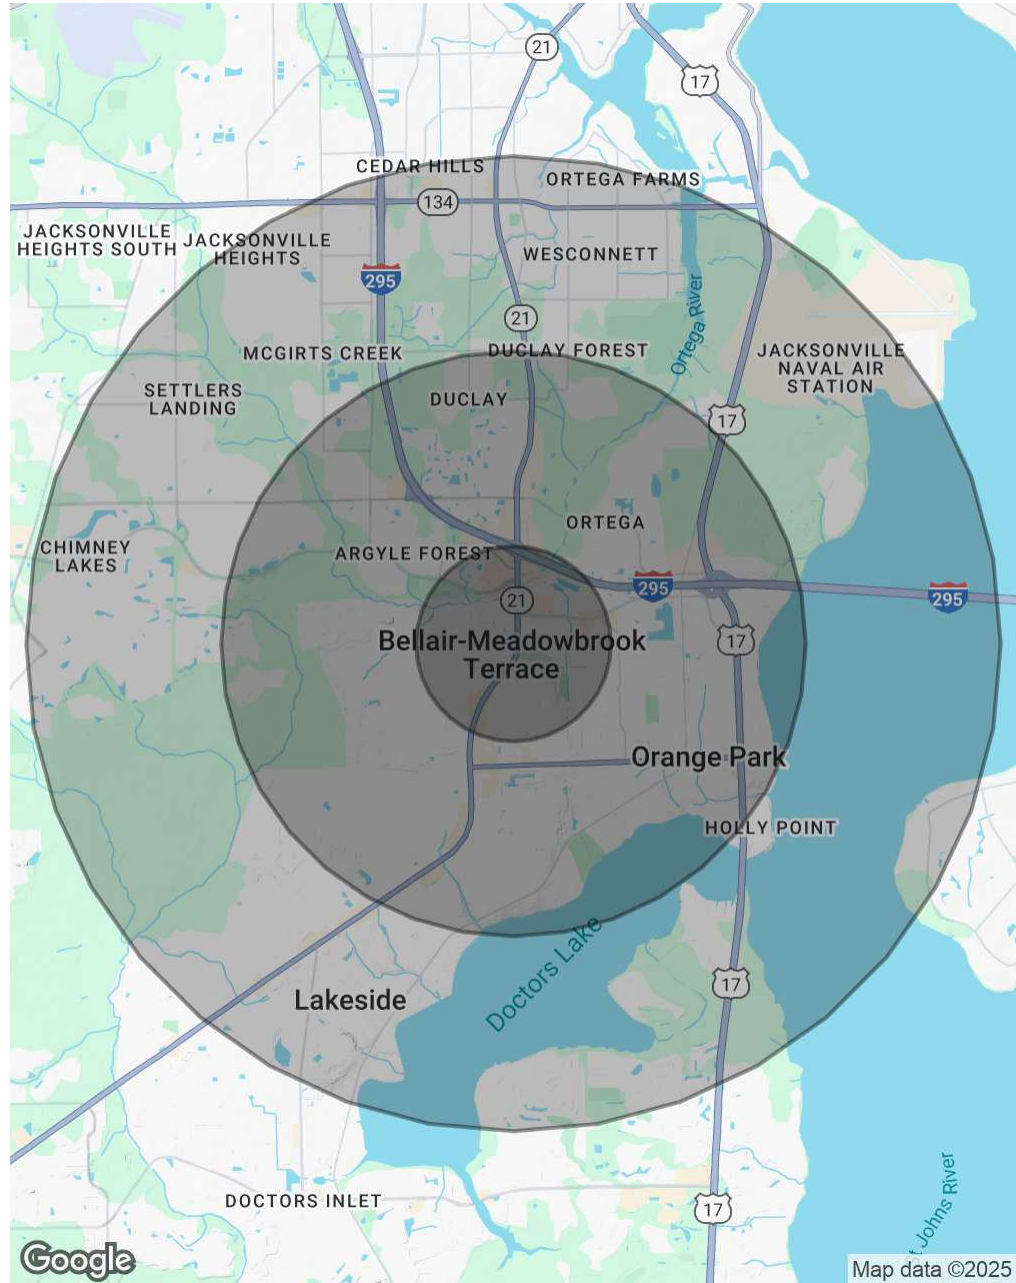 21
17
CEDAR HILLS
ORTEGA FARMS
134
JACKSONVILLE
HEIGHTS SOUTH
JACKSONVILLE
HEIGHTS
WESCONNETT
295
Ortega River
21
MCGIRTS CREEK
DUCLAY FOREST
JACKSONVILLE
NAVAL AIR
STATION
SETTLERS
LANDING
DUCLAY
17
ORTEGA
CHIMNEY
LAKES
ARGYLE FOREST
295
295
21
Bellair-Meadowbrook
Terrace
17
Orange Park
HOLLY POINT
Doctors Lake
17
Lakeside
DOCTORS INLET
17
t Johns River
Google
Map data ©2025